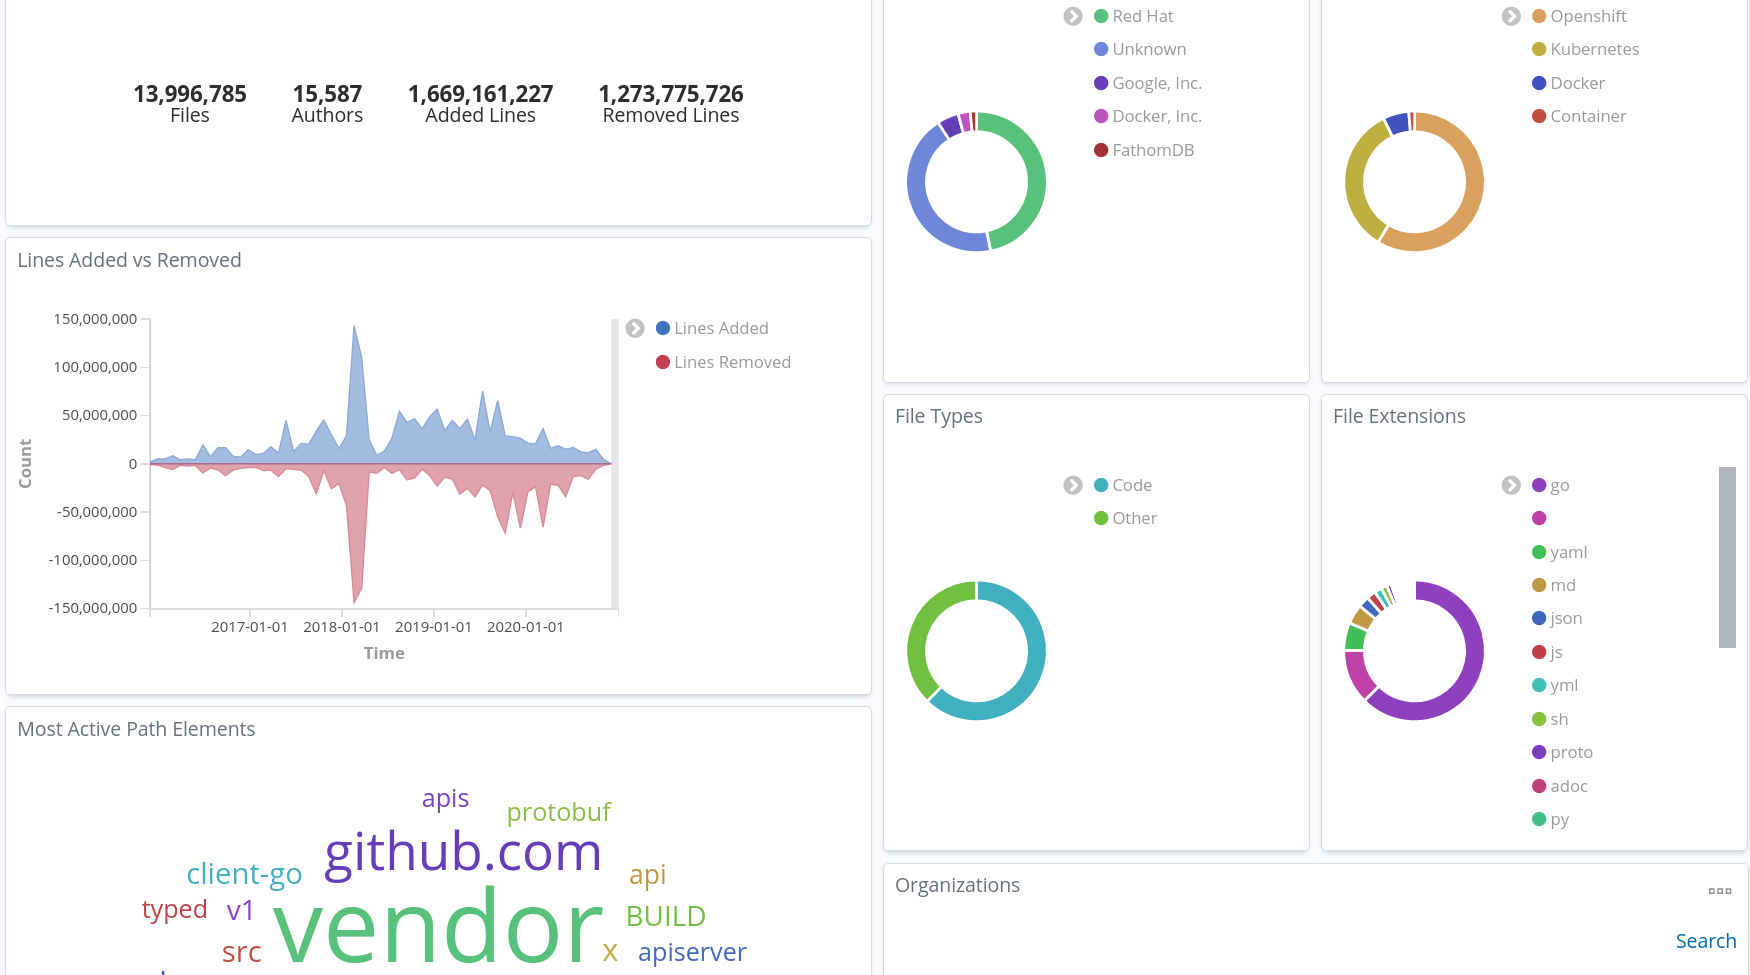 13,996,785 15,587 1,669,161,227 1,273,775,726
Files Authors Added Lines Removed Lines
Red Hat
Unknown
Google, Inc.
Docker, Inc.
FathomDB
Openshift
Kubernetes
Docker
Container
Lines Added vs Removed
150,000,000
100,000,000
50,000,000
0
-50,000,000
-100,000,000
-150,000,000
Count
2017-01-01 2018-01-01 2019-01-01 2020-01-01
Time
Lines Added
Lines Removed
File Types
Code
Other
File Extensions
go
yaml
md
json
js
yml
sh
proto
adoc
py
Most Active Path Elements
apis
protobuf
github.com
client-go
api
typed
v1
vendor
BUILD
src
x
apiserver
Organizations
Search